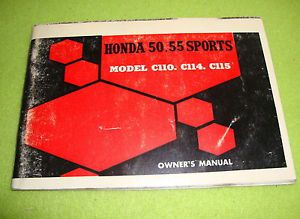 HONDA 50.55 SPORTS
MODEL C110. C114. C115
OWNER'S MANUAL